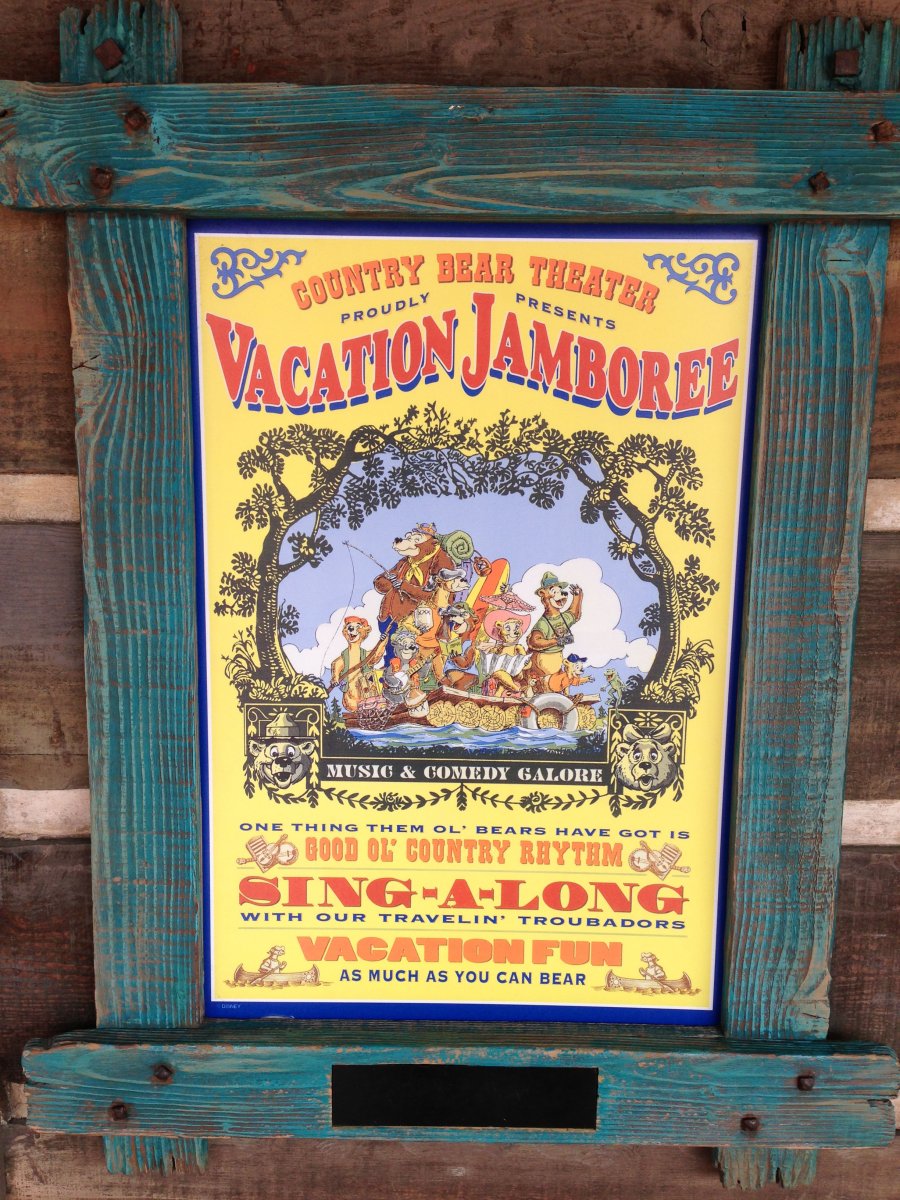 COUNTRY BEAR THEATER
PROUDLY PRESENTS
VACATION JAMBOREE
MUSIC & COMEDY GALORE
ONE THING THEM OL' BEARS HAVE GOT IS
GOOD OL' COUNTRY RHYTHM
SING-A-LONG
WITH OUR TRAVELIN' TROUBADORS
VACATION FUN
AS MUCH AS YOU CAN BEAR
©DISNEY